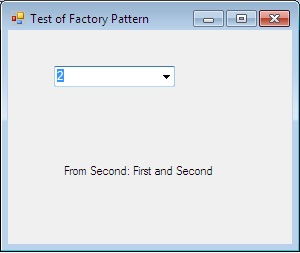 Test of Factory Pattern
2
From Second: First and Second